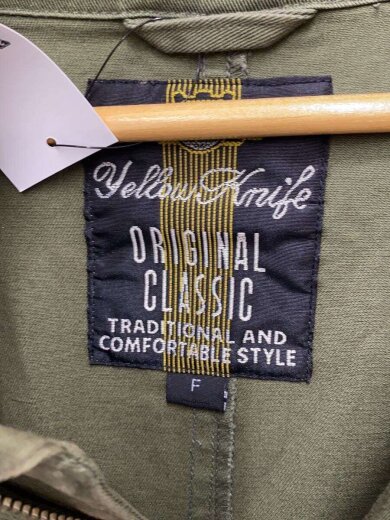 Yellow Knife
ORIGINAL
CLASSIC
TRADITIONAL AND
COMFORTABLE STYLE
F